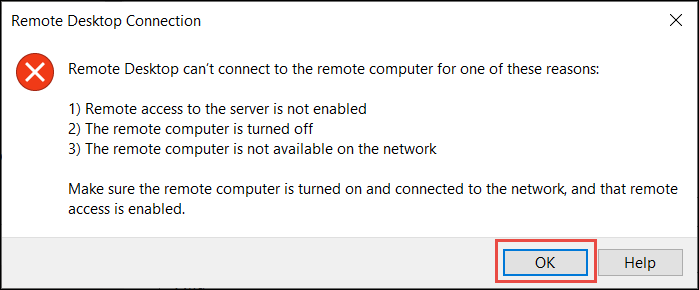 Remote Desktop Connection
Remote Desktop can't connect to the remote computer for one of these reasons:
1) Remote access to the server is not enabled
2) The remote computer is turned off
3) The remote computer is not available on the network
Make sure the remote computer is turned on and connected to the network, and that remote
access is enabled.
OK Help